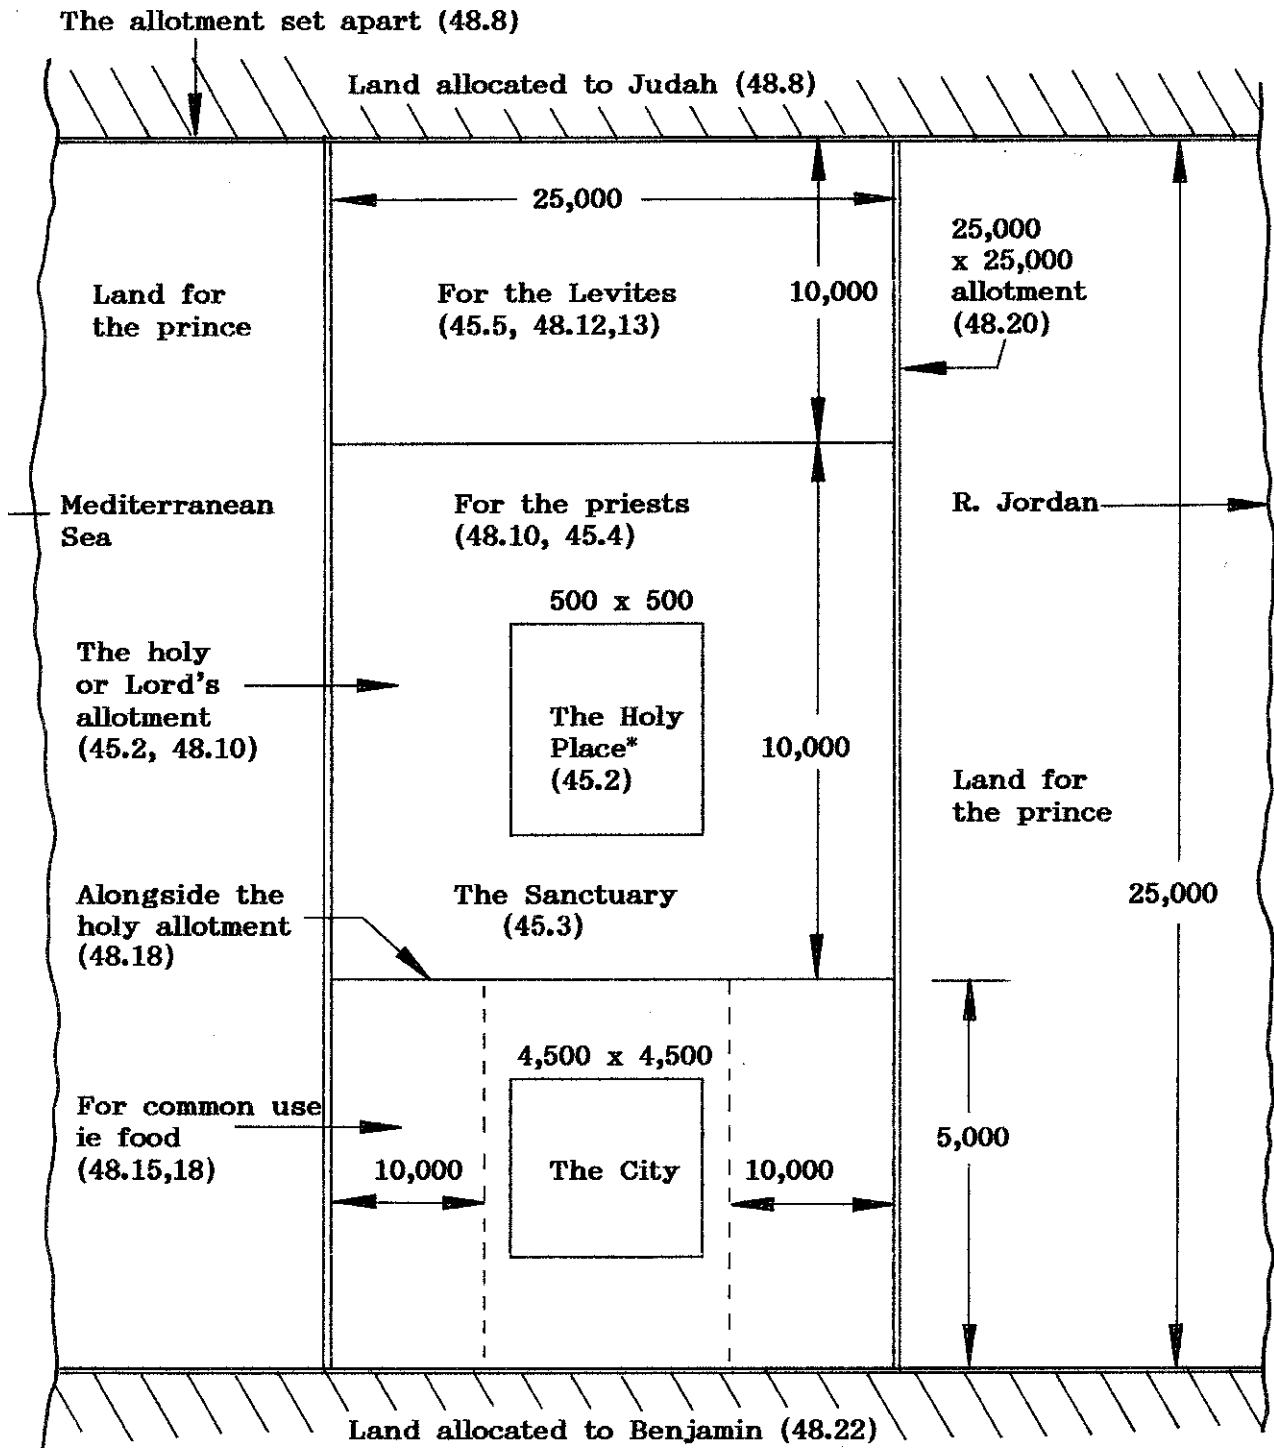 The allotment set apart (48.8)
Land allocated to Judah (48.8)
25,000
25,000
x 25,000
allotment
(48.20)
Land for
the prince
For the Levites
(45.5, 48.12,13)
10,000
Mediterranean
Sea
For the priests
(48.10, 45.4)
R. Jordan
500 x 500
The holy
or Lord's
allotment
(45.2, 48.10)
The Holy
Place*
(45.2)
10,000
Land for
the prince
Alongside the
holy allotment
(48.18)
The Sanctuary
(45.3)
25,000
4,500 x 4,500
For common use
ie food
(48.15,18)
10,000
The City
10,000
5,000
Land allocated to Benjamin (48.22)